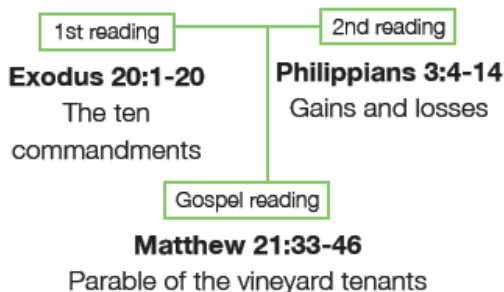 1st reading
Exodus 20:1-20
The ten
commandments
2nd reading
Philippians 3:4-14
Gains and losses
Gospel reading
Matthew 21:33-46
Parable of the vineyard tenants